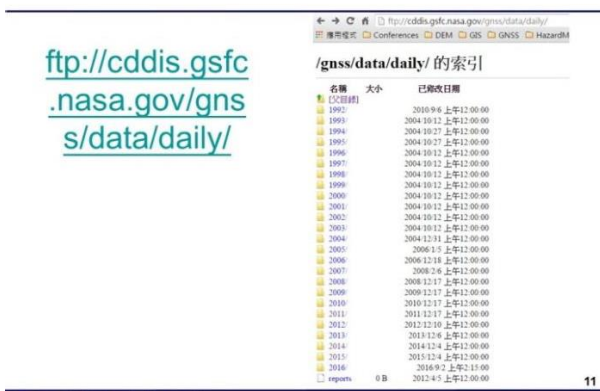 ftp://cddis.gsfc
.nasa.gov/gns
s/data/daily/
ftp://cddis.gsfc.nasa.gov/gnss/data/daily/
應用程式 Conferences DEM GIS GNSS HazardM
/gnss/data/daily/ 的索引
名稱 大小 已修改日期
[父目錄]
1992/ 2010/9/6 上午12:00:00
1993/ 2004/10/12 上午12:00:00
1994/ 2004/10/27 上午12:00:00
1995/ 2004/10/27 上午12:00:00
1996/ 2004/10/12 上午12:00:00
1997/ 2004/10/12 上午12:00:00
1998/ 2004/10/12 上午12:00:00
1999/ 2004/10/12 上午12:00:00
2000/ 2004/10/12 上午12:00:00
2001/ 2004/10/12 上午12:00:00
2002/ 2004/10/12 上午12:00:00
2003/ 2004/10/12 上午12:00:00
2004/ 2004/12/31 上午12:00:00
2005/ 2006/1/5 上午12:00:00
2006/ 2006/12/18 上午12:00:00
2007/ 2008/2/6 上午12:00:00
2008/ 2008/12/17 上午12:00:00
2009/ 2009/12/17 上午12:00:00
2010/ 2010/12/17 上午12:00:00
2011/ 2011/12/17 上午12:00:00
2012/ 2012/12/10 上午12:00:00
2013/ 2013/12/6 上午12:00:00
2014/ 2014/12/4 上午12:00:00
2015/ 2015/12/4 上午12:00:00
2016/ 2016/9/2 上午2:15:00
reports 0 B 2012/4/5 上午12:00:00
11